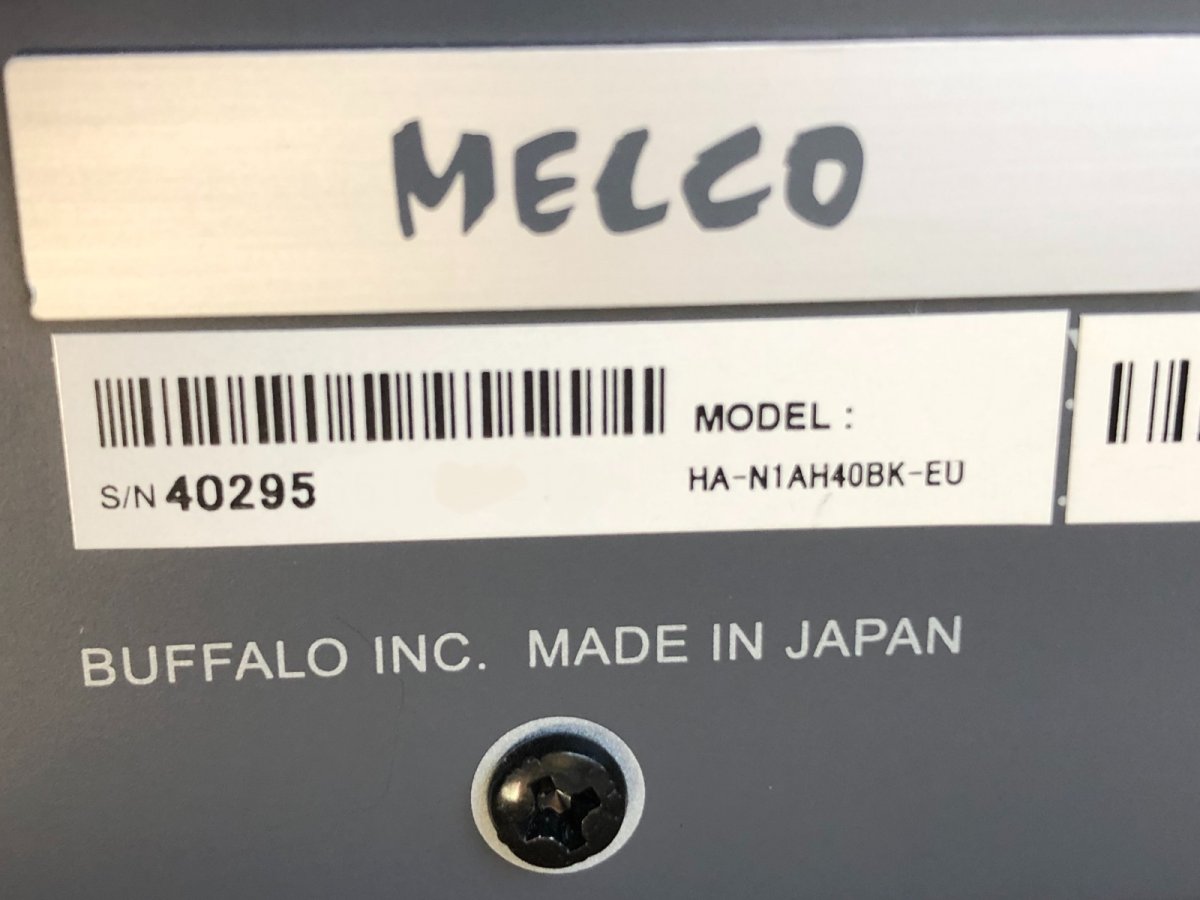 MELCO
MODEL :
S/N 40295
HA-N1AH40BK-EU
BUFFALO INC. MADE IN JAPAN